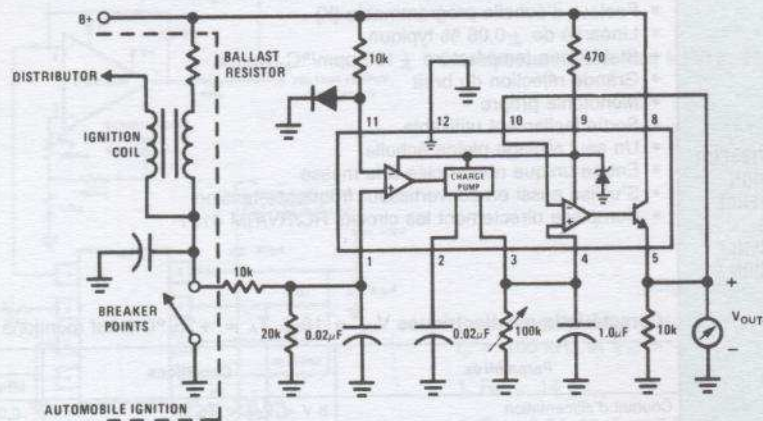 B+
BALLAST
RESISTOR
DISTRIBUTOR
IGNITION
COIL
BREAKER
POINTS
AUTOMOBILE IGNITION
10k
20k
0.02µF
10k
470
11
12
10
9
8
CHARGE
PUMP
1
2
3
4
5
0.02µF
100k
1.0µF
10k
+
VOUT
−